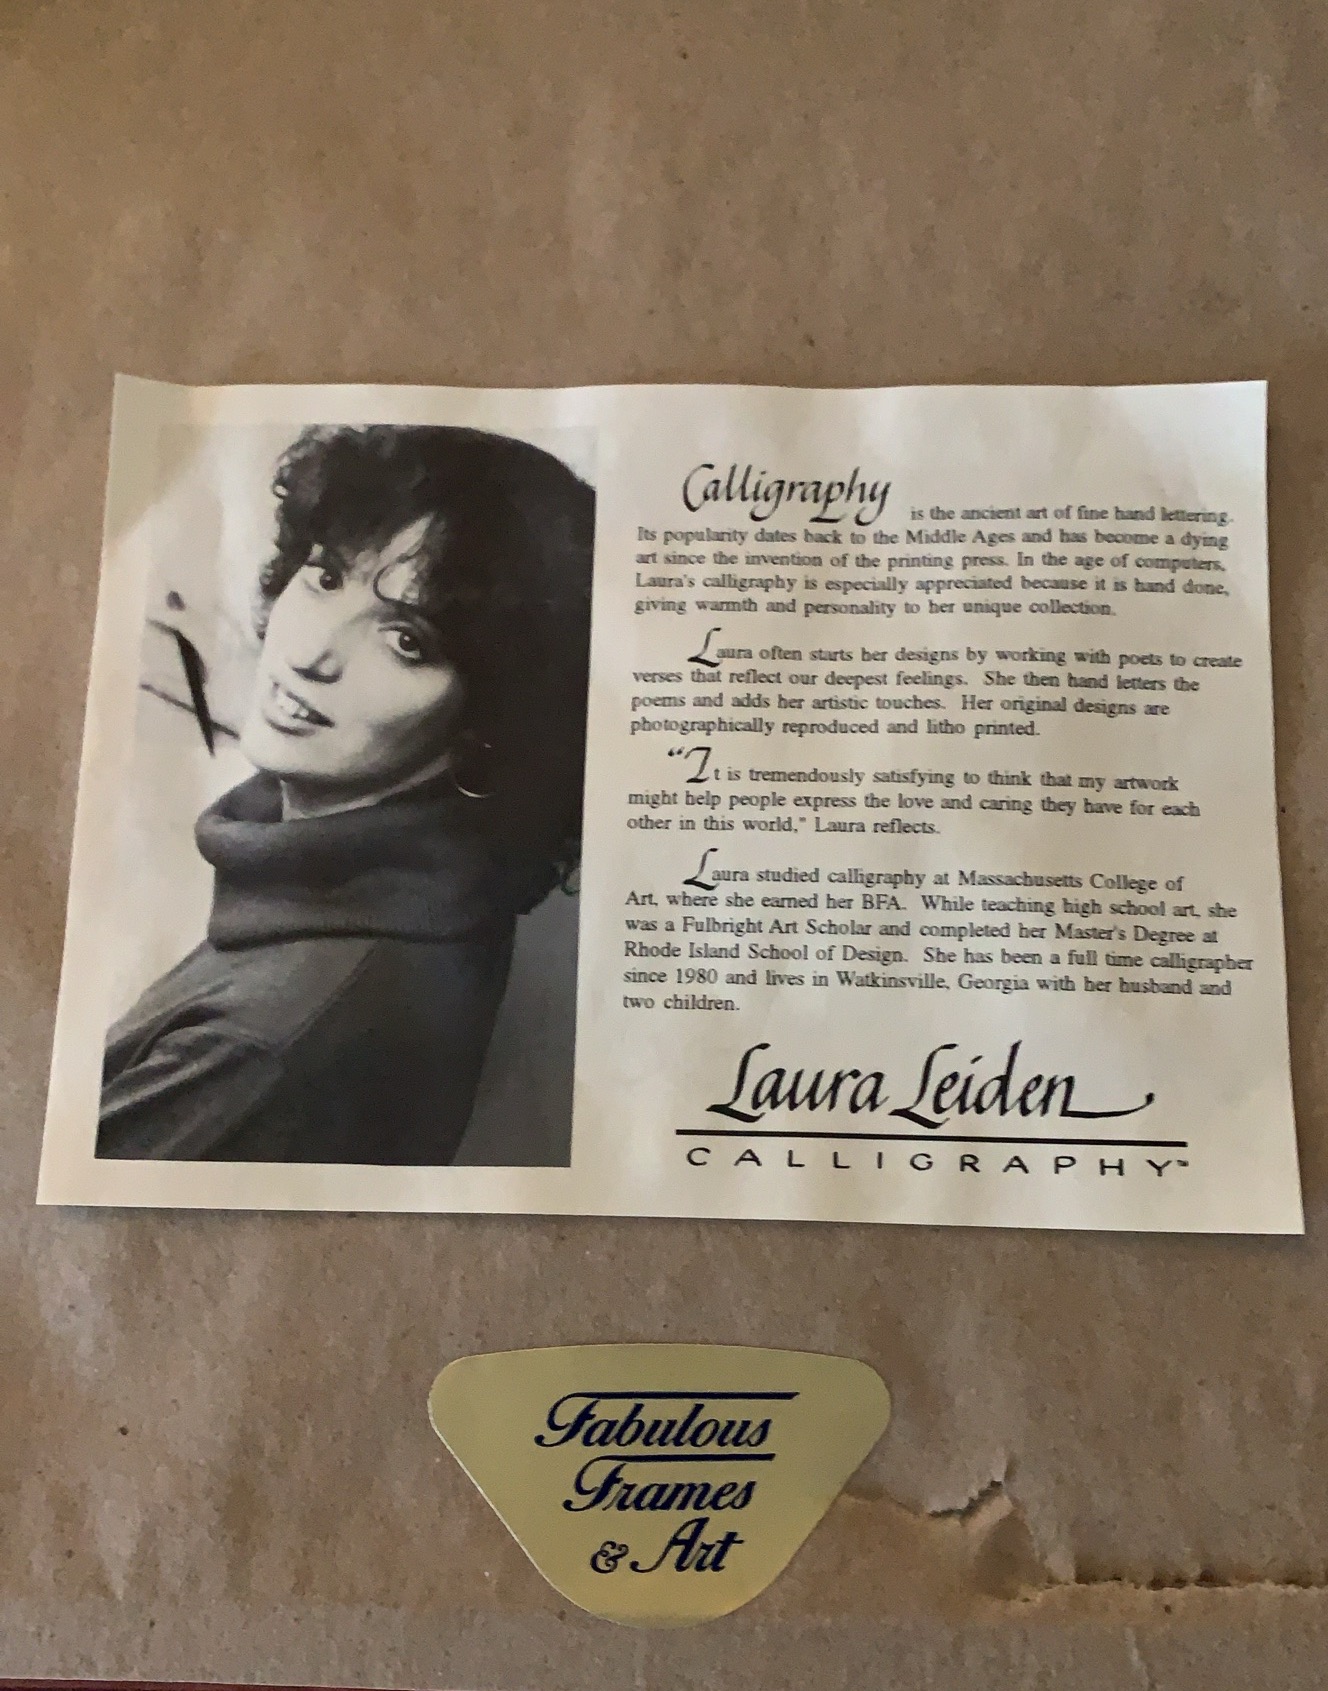 Calligraphy is the ancient art of fine hand lettering.
Its popularity dates back to the Middle Ages and has become a dying
art since the invention of the printing press. In the age of computers,
Laura's calligraphy is especially appreciated because it is hand done,
giving warmth and personality to her unique collection.
Laura often starts her designs by working with poets to create
verses that reflect our deepest feelings. She then hand letters the
poems and adds her artistic touches. Her original designs are
photographically reproduced and litho printed.
“It is tremendously satisfying to think that my artwork
might help people express the love and caring they have for each
other in this world," Laura reflects.
Laura studied calligraphy at Massachusetts College of
Art, where she earned her BFA. While teaching high school art, she
was a Fulbright Art Scholar and completed her Master's Degree at
Rhode Island School of Design. She has been a full time calligrapher
since 1980 and lives in Watkinsville, Georgia with her husband and
two children.
Laura Leiden
CALLIGRAPHY™
Fabulous
Frames
& Art